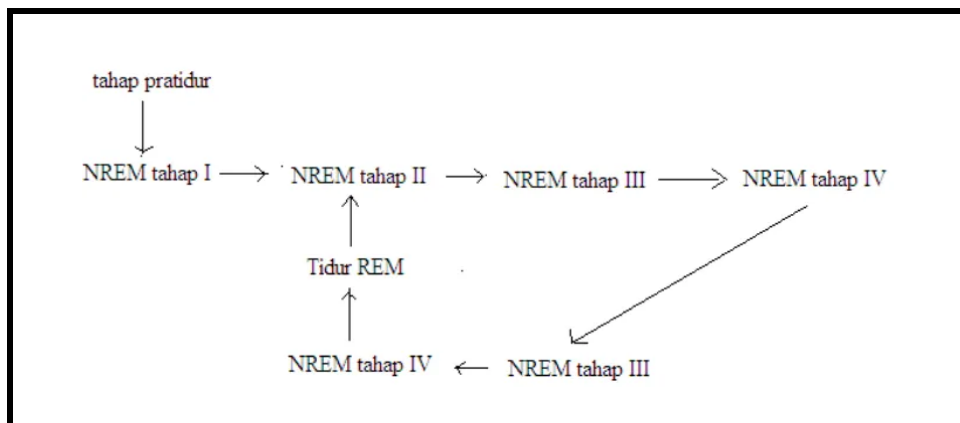 tahap pratidur
NREM tahap I
NREM tahap II
NREM tahap III
NREM tahap IV
Tidur REM
NREM tahap IV
NREM tahap III